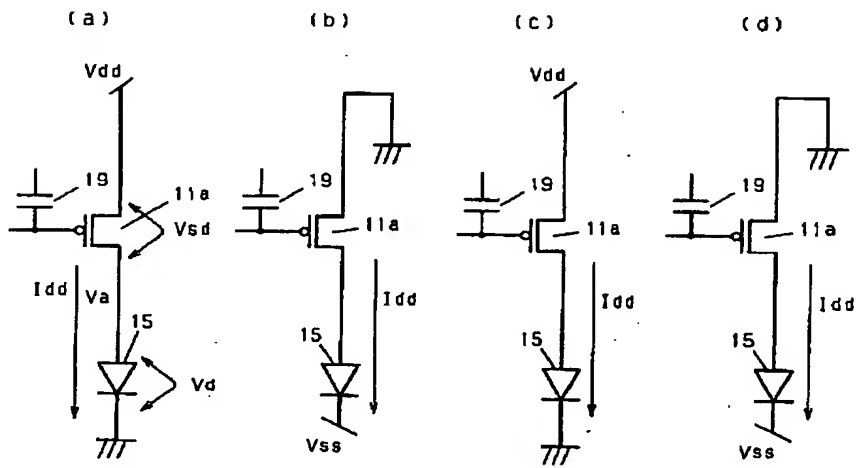 (a) (b) (c) (d)
Vdd Vdd
19 11a 19 11a 19 11a 19 11a
Vsd
Idd Va Idd Idd Idd
15 15 15 15
Vd
Vss Vss